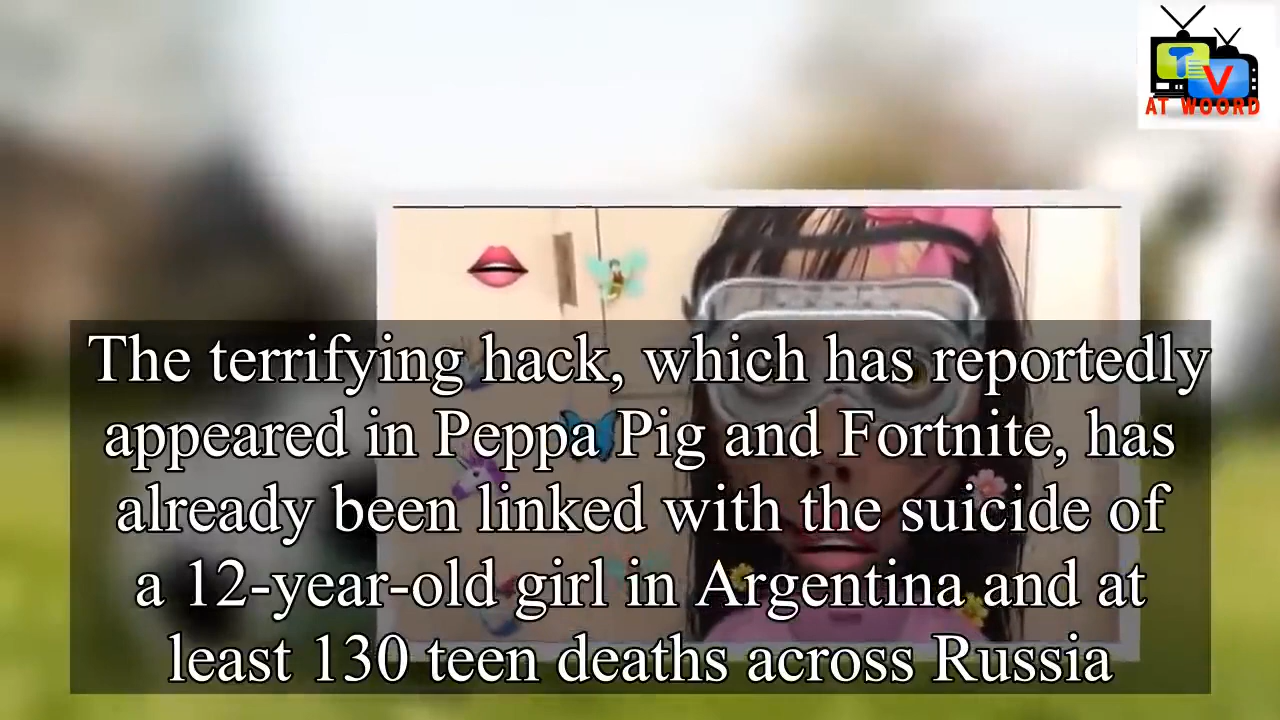 TV
AT WOORD
The terrifying hack, which has reportedly
appeared in Peppa Pig and Fortnite, has
already been linked with the suicide of
a 12-year-old girl in Argentina and at
least 130 teen deaths across Russia